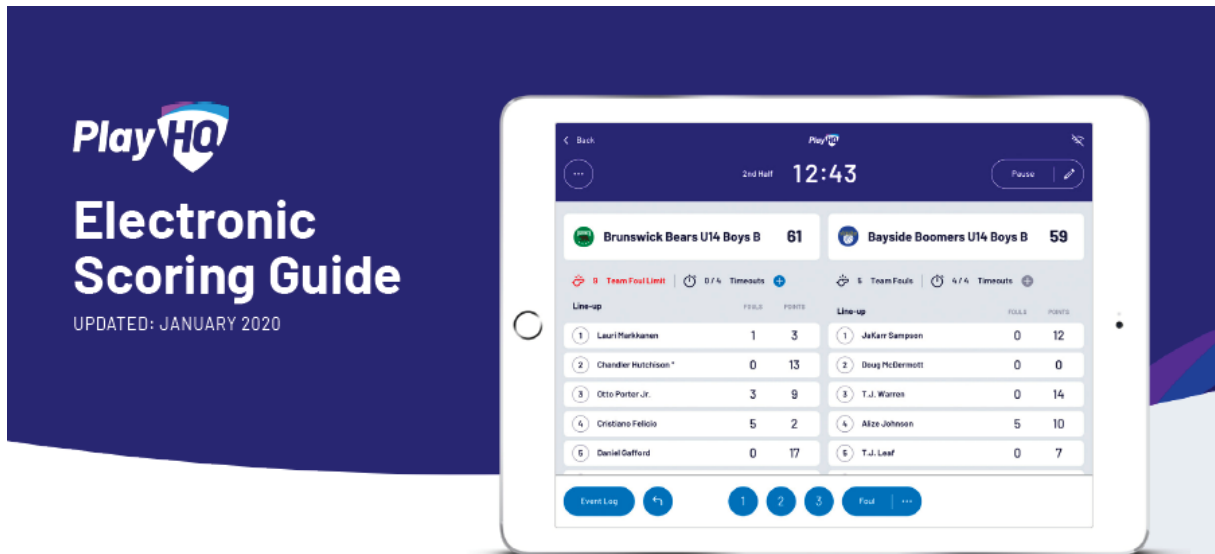 PlayHQ
Electronic
Scoring Guide
UPDATED: JANUARY 2020
Back
PlayHQ
2nd Half 12:43
Pause
Brunswick Bears U14 Boys B 61
Team Foul Limit 0/4 Timeouts
Line-up FOULS POINTS
1 Lauri Markkanen 1 3
2 Chandler Hutchison * 0 13
3 Otto Porter Jr. 3 9
4 Cristiano Felicio 5 2
5 Daniel Gafford 0 17
Bayside Boomers U14 Boys B 59
Team Fouls 4/4 Timeouts
Line-up FOULS POINTS
1 JaKarr Sampson 0 12
2 Doug McDermott 0 0
3 T.J. Warren 0 14
4 Alize Johnson 5 10
5 T.J. Leaf 0 7
Event Log 1 2 3 Foul